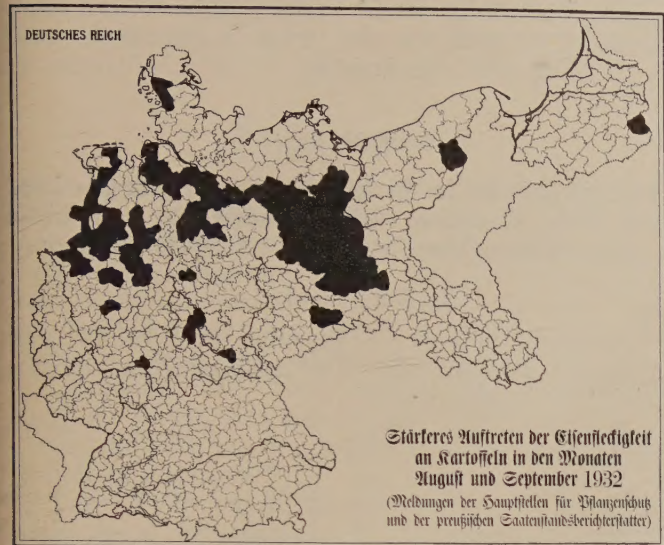 DEUTSCHES REICH
Stärkeres Auftreten der Eisenfleckigkeit
an Kartoffeln in den Monaten
August und September 1932
(Meldungen der Hauptstellen für Pflanzenschutz
und der preußischen Saatenstandsberichterstatter)